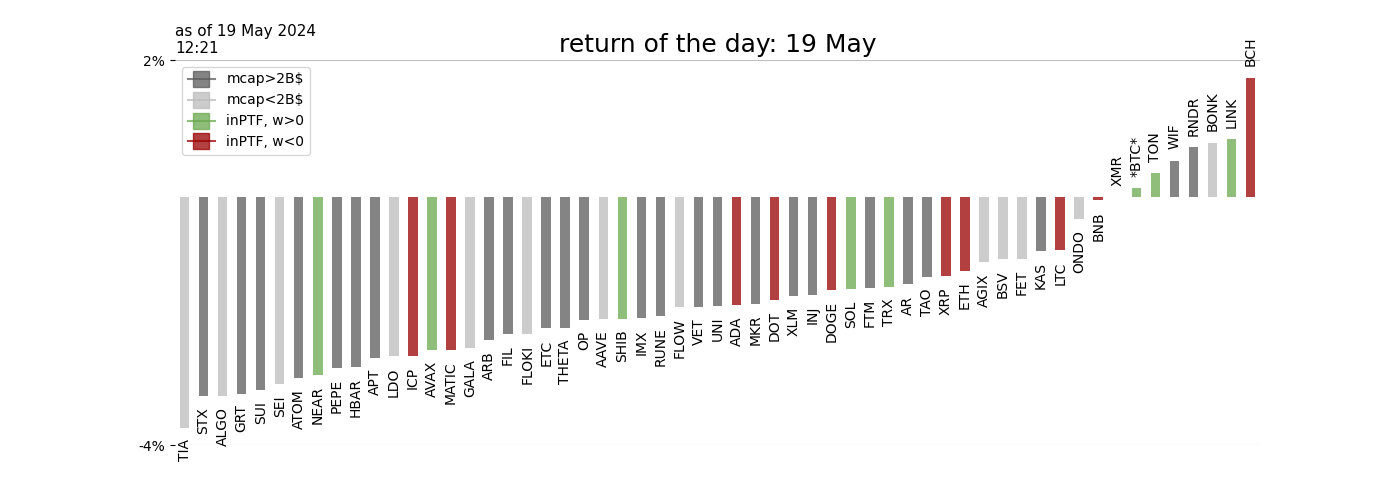 as of 19 May 2024
12:21
return of the day: 19 May
2%
-4%
mcap>2B$
mcap<2B$
inPTF, w>0
inPTF, w<0
TIA
STX
ALGO
GRT
SUI
SEI
ATOM
NEAR
PEPE
HBAR
APT
LDO
ICP
AVAX
MATIC
GALA
ARB
FIL
FLOKI
ETC
THETA
OP
AAVE
SHIB
IMX
RUNE
FLOW
VET
UNI
ADA
MKR
DOT
XLM
INJ
DOGE
SOL
FTM
TRX
AR
TAO
XRP
ETH
AGIX
BSV
FET
KAS
LTC
ONDO
BNB
XMR
*BTC*
TON
WIF
RNDR
BONK
LINK
BCH